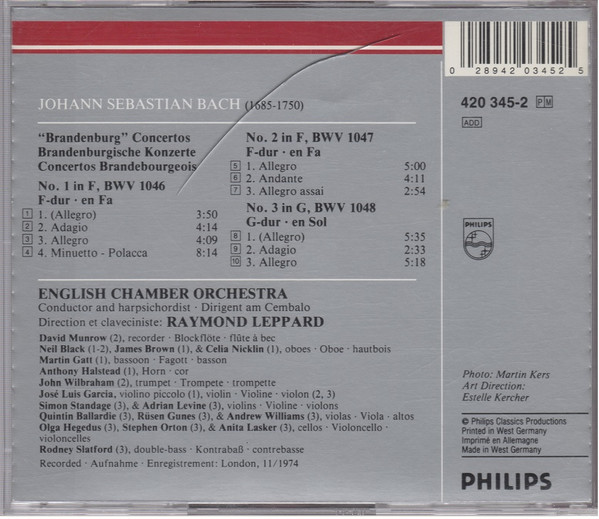 JOHANN SEBASTIAN BACH (1685-1750)
"Brandenburg" Concertos
Brandenburgische Konzerte
Concertos Brandebourgeois
No. 1 in F, BWV 1046
F-dur · en Fa
1 1. (Allegro) 3:50
2 2. Adagio 4:14
3 3. Allegro 4:09
4 4. Minuetto - Polacca 8:14
No. 2 in F, BWV 1047
F-dur · en Fa
5 1. Allegro 5:00
6 2. Andante 4:11
7 3. Allegro assai 2:54
No. 3 in G, BWV 1048
G-dur · en Sol
8 1. (Allegro) 5:35
9 2. Adagio 2:33
10 3. Allegro 5:18
ENGLISH CHAMBER ORCHESTRA
Conductor and harpsichordist · Dirigent am Cembalo
Direction et claveciniste: RAYMOND LEPPARD
David Munrow (2), recorder · Blockflöte · flûte à bec
Neil Black (1-2), James Brown (1), & Celia Nicklin (1), oboes · Oboe · hautbois
Martin Gatt (1), bassoon · Fagott · basson
Anthony Halstead (1), Horn · cor
John Wilbraham (2), trumpet · Trompete · trompette
José Luis Garcia, violino piccolo (1), violin · Violine · violon (2, 3)
Simon Standage (3), & Adrian Levine (3), violins · Violine · violons
Quintin Ballardie (3), Rüsen Gunes (3), & Andrew Williams (3), violas · Viola · altos
Olga Hegedus (3), Stephen Orton (3), & Anita Lasker (3), cellos · Violoncello ·
violoncelles
Rodney Slatford (3), double-bass · Kontrabaß · contrebasse
Recorded · Aufnahme · Enregistrement: London, 11/1974
0 28942 03452 5
420 345-2 PM
ADD
PHILIPS
Photo: Martin Kers
Art Direction:
Estelle Kercher
© Philips Classics Productions
Printed in West Germany
Imprimé en Allemagne
Made in West Germany
PHILIPS